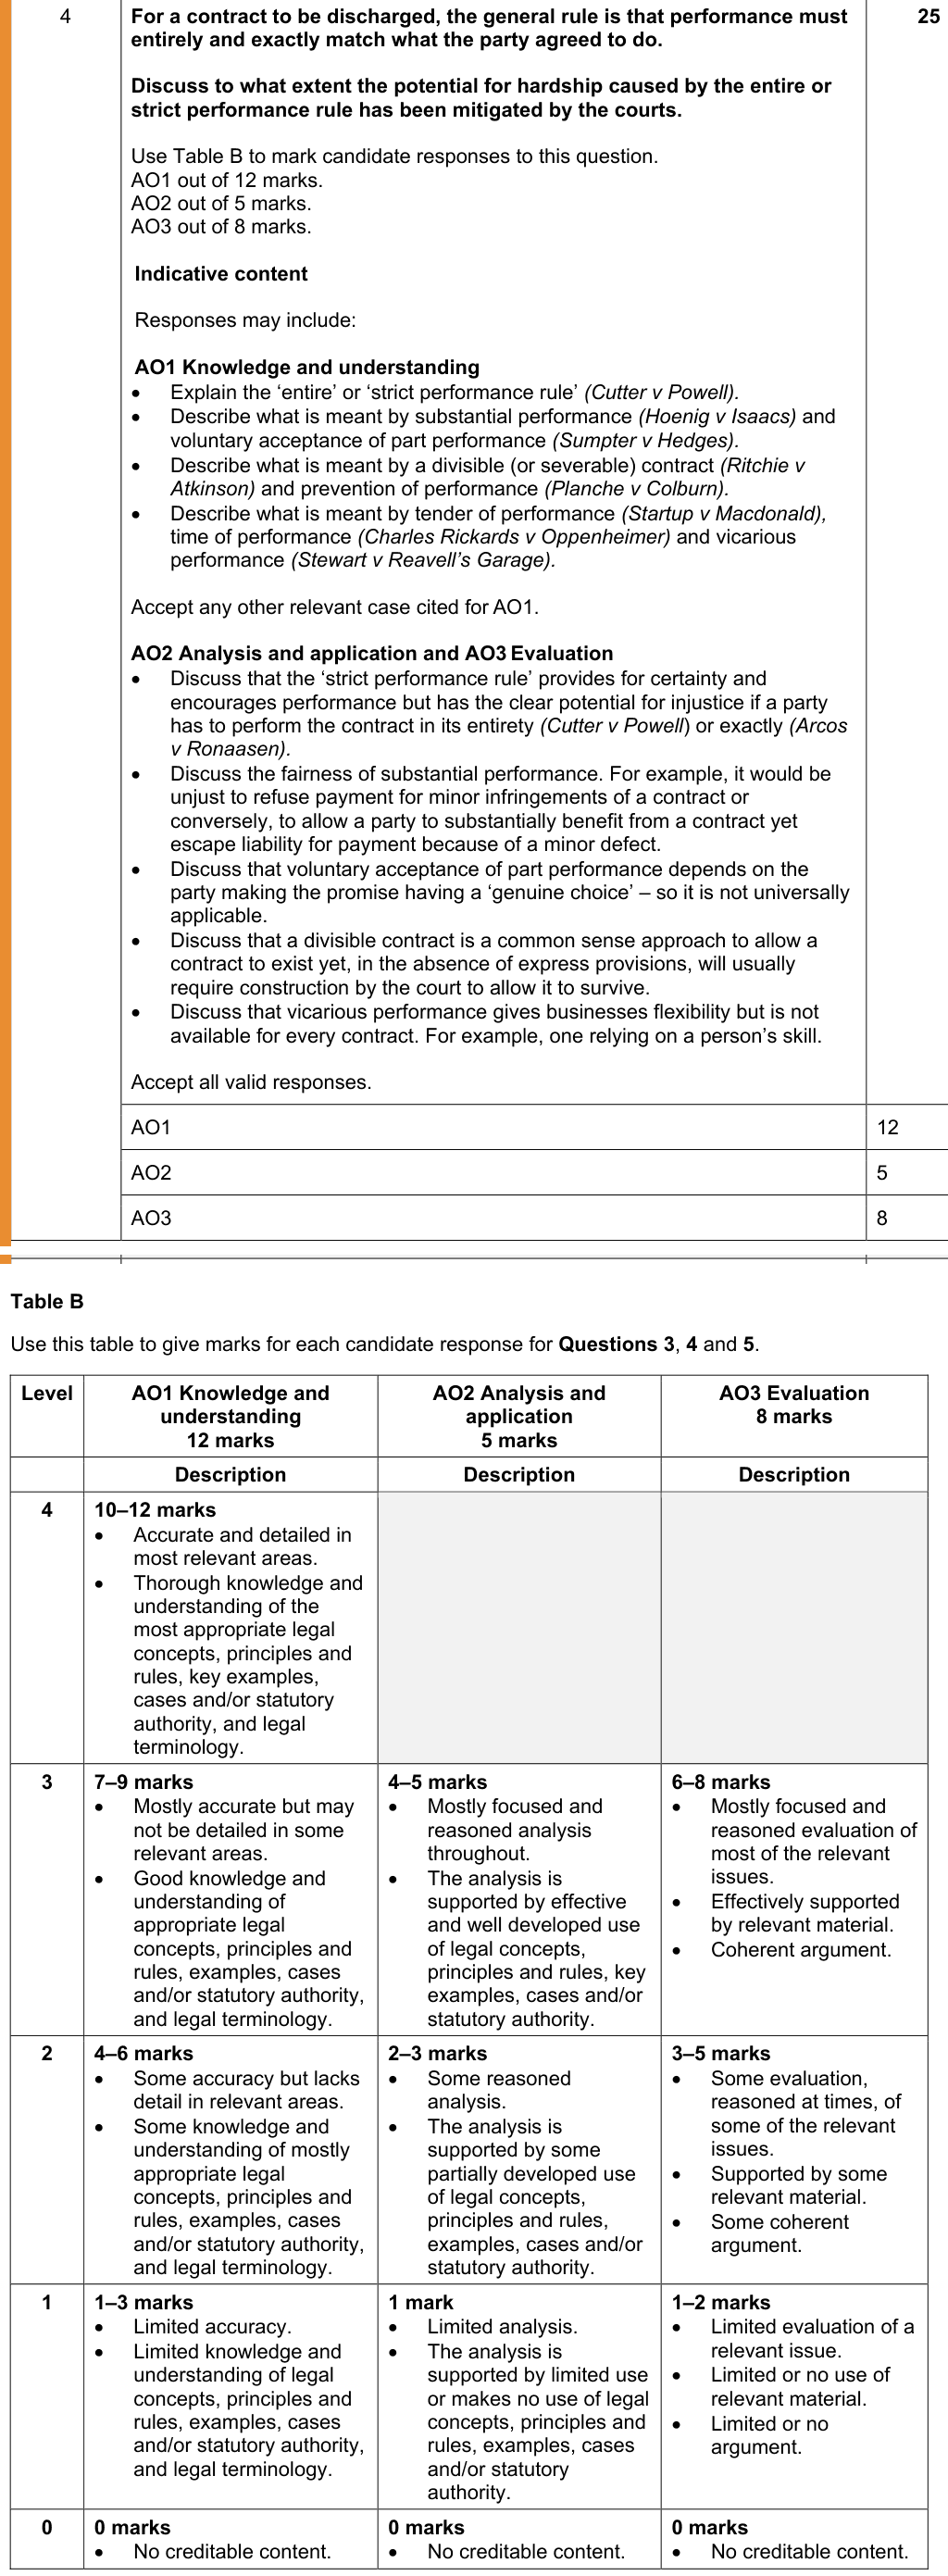 4
For a contract to be discharged, the general rule is that performance must
entirely and exactly match what the party agreed to do.
25
Discuss to what extent the potential for hardship caused by the entire or
strict performance rule has been mitigated by the courts.
Use Table B to mark candidate responses to this question.
AO1 out of 12 marks.
AO2 out of 5 marks.
AO3 out of 8 marks.
Indicative content
Responses may include:
AO1 Knowledge and understanding
• Explain the ‘entire’ or ‘strict performance rule’ (Cutter v Powell).
• Describe what is meant by substantial performance (Hoenig v Isaacs) and
voluntary acceptance of part performance (Sumpter v Hedges).
• Describe what is meant by a divisible (or severable) contract (Ritchie v
Atkinson) and prevention of performance (Planche v Colburn).
• Describe what is meant by tender of performance (Startup v Macdonald),
time of performance (Charles Rickards v Oppenheimer) and vicarious
performance (Stewart v Reavell’s Garage).
Accept any other relevant case cited for AO1.
AO2 Analysis and application and AO3 Evaluation
• Discuss that the ‘strict performance rule’ provides for certainty and
encourages performance but has the clear potential for injustice if a party
has to perform the contract in its entirety (Cutter v Powell) or exactly (Arcos
v Ronaasen).
• Discuss the fairness of substantial performance. For example, it would be
unjust to refuse payment for minor infringements of a contract or
conversely, to allow a party to substantially benefit from a contract yet
escape liability for payment because of a minor defect.
• Discuss that voluntary acceptance of part performance depends on the
party making the promise having a ‘genuine choice’ – so it is not universally
applicable.
• Discuss that a divisible contract is a common sense approach to allow a
contract to exist yet, in the absence of express provisions, will usually
require construction by the court to allow it to survive.
• Discuss that vicarious performance gives businesses flexibility but is not
available for every contract. For example, one relying on a person’s skill.
Accept all valid responses.
AO1 12
AO2 5
AO3 8
Table B
Use this table to give marks for each candidate response for Questions 3, 4 and 5.
Level
AO1 Knowledge and
understanding
12 marks
AO2 Analysis and
application
5 marks
AO3 Evaluation
8 marks
Description
Description
Description
4
10–12 marks
• Accurate and detailed in
most relevant areas.
• Thorough knowledge and
understanding of the
most appropriate legal
concepts, principles and
rules, key examples,
cases and/or statutory
authority, and legal
terminology.
3
7–9 marks
• Mostly accurate but may
not be detailed in some
relevant areas.
• Good knowledge and
understanding of
appropriate legal
concepts, principles and
rules, examples, cases
and/or statutory authority,
and legal terminology.
4–5 marks
• Mostly focused and
reasoned analysis
throughout.
• The analysis is
supported by effective
and well developed use
of legal concepts,
principles and rules, key
examples, cases and/or
statutory authority.
6–8 marks
• Mostly focused and
reasoned evaluation of
most of the relevant
issues.
• Effectively supported
by relevant material.
• Coherent argument.
2
4–6 marks
• Some accuracy but lacks
detail in relevant areas.
• Some knowledge and
understanding of mostly
appropriate legal
concepts, principles and
rules, examples, cases
and/or statutory authority,
and legal terminology.
2–3 marks
• Some reasoned
analysis.
• The analysis is
supported by some
partially developed use
of legal concepts,
principles and rules,
examples, cases and/or
statutory authority.
3–5 marks
• Some evaluation,
reasoned at times, of
some of the relevant
issues.
• Supported by some
relevant material.
• Some coherent
argument.
1
1–3 marks
• Limited accuracy.
• Limited knowledge and
understanding of legal
concepts, principles and
rules, examples, cases
and/or statutory authority,
and legal terminology.
1 mark
• Limited analysis.
• The analysis is
supported by limited use
or makes no use of legal
concepts, principles and
rules, examples, cases
and/or statutory
authority.
1–2 marks
• Limited evaluation of a
relevant issue.
• Limited or no use of
relevant material.
• Limited or no
argument.
0
0 marks
• No creditable content.
0 marks
• No creditable content.
0 marks
• No creditable content.